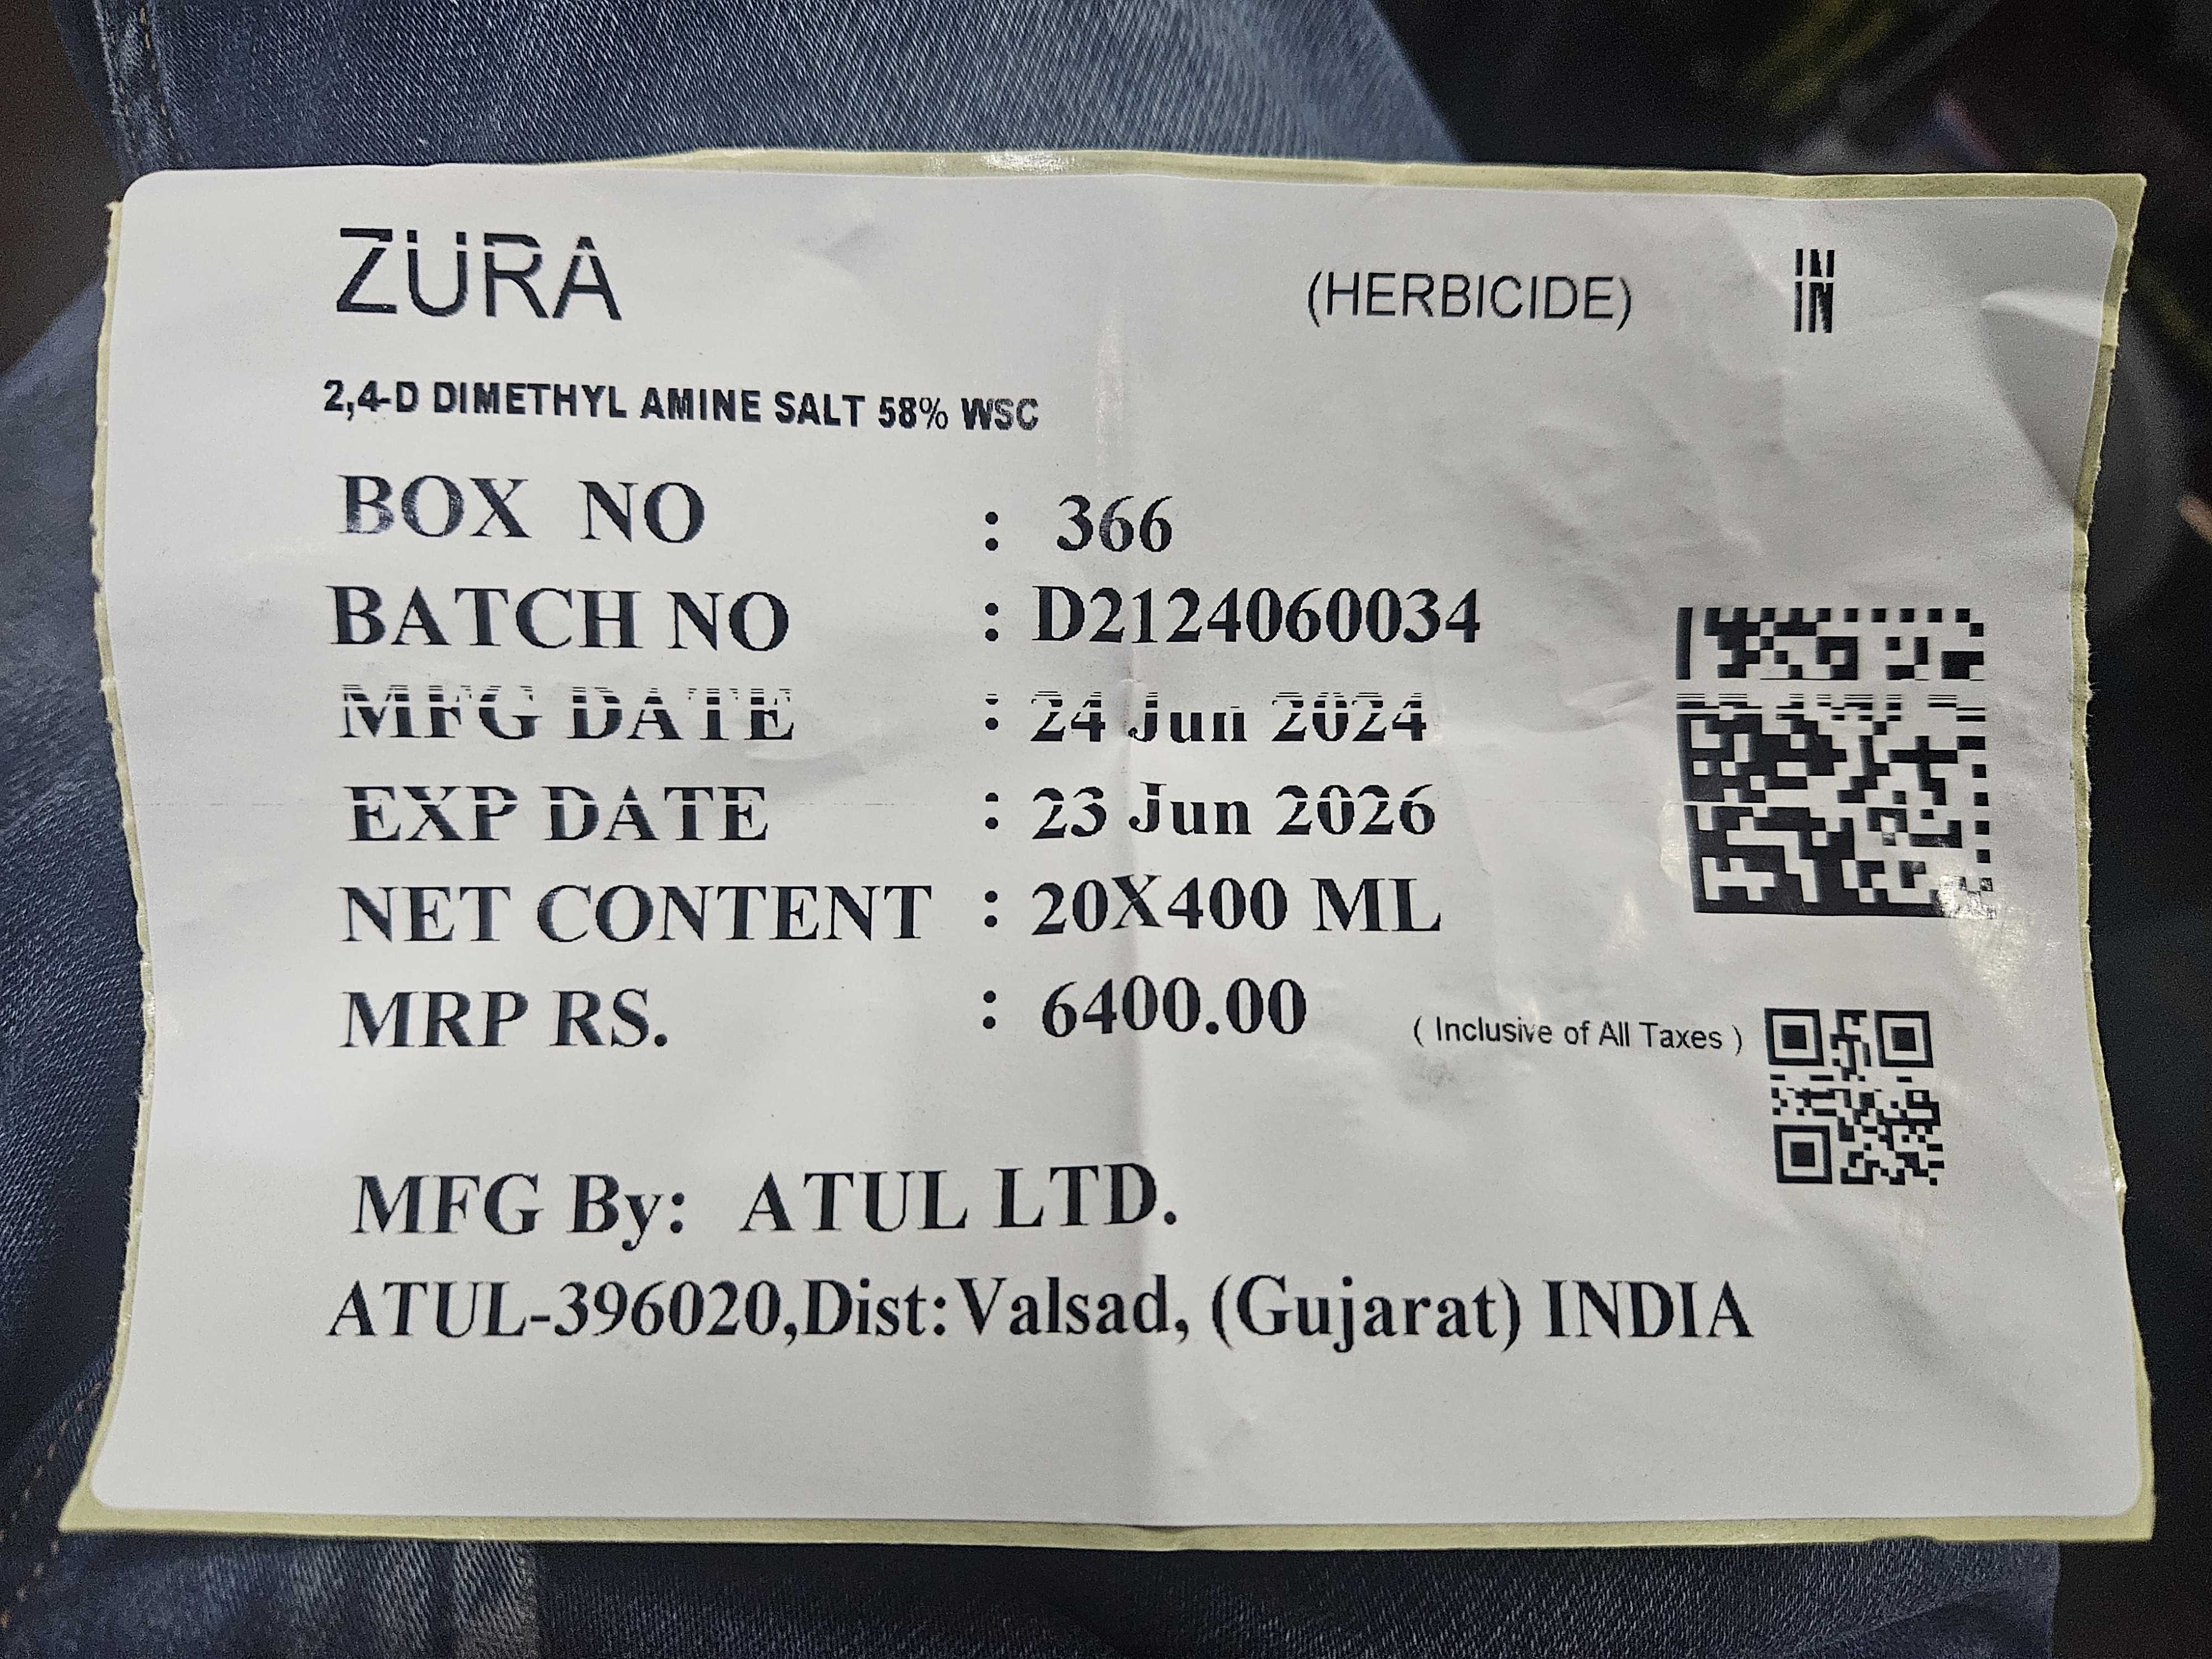 ZURA (HERBICIDE) IN
IN
2,4-D DIMETHYL AMINE SALT 58% WSC
BOX NO : 366
BATCH NO : D2124060034
MFG DATE : 24 Jun 2024
EXP DATE : 23 Jun 2026
NET CONTENT : 20X400 ML
MRP RS. : 6400.00 ( Inclusive of All Taxes )
MFG By: ATUL LTD.
ATUL-396020,Dist:Valsad, (Gujarat) INDIA